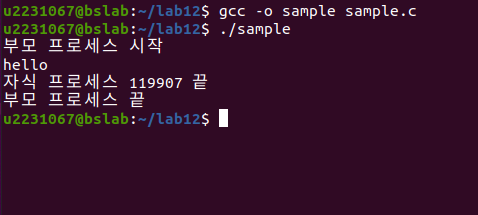 u2231067@bslab:~/lab12$ gcc -o sample sample.c
u2231067@bslab:~/lab12$ ./sample
부모 프로세스 시작
hello
자식 프로세스 119907 끝
부모 프로세스 끝
u2231067@bslab:~/lab12$